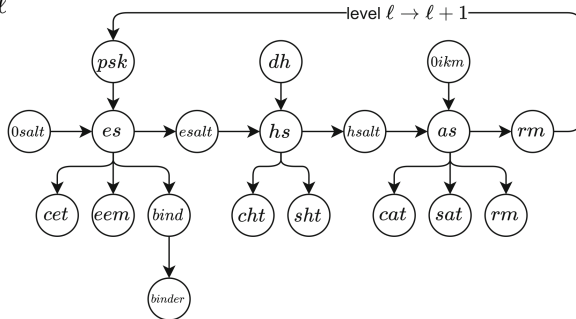 ℓ
level ℓ → ℓ + 1
psk dh 0ikm
0salt es esalt hs hsalt as rm
cet eem bind cht sht cat sat rm
binder